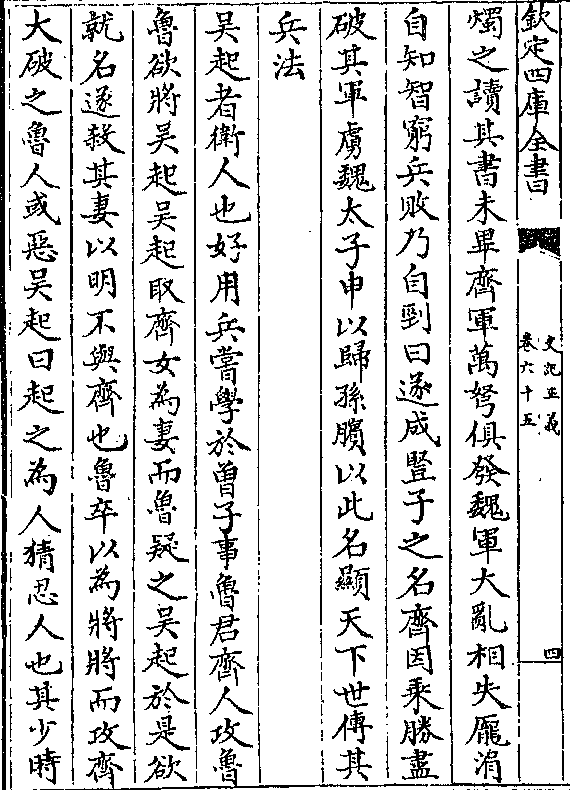 欽定四庫全書
史記正義
卷六十五
四
燭之讀其書未畢齊軍萬弩俱發魏軍大亂相失龎涓
自知智窮兵敗乃自剄曰遂成豎子之名齊因乘勝盡
破其軍虜魏太子申以歸孫臏以此名顯天下世傳其
兵法
吴起者衛人也好用兵嘗學於曾子事魯君齊人攻魯
魯欲將吴起吴起取齊女為妻而魯疑之吴起於是欲
就名遂殺其妻以明不與齊也魯卒以為將將而攻齊
大破之魯人或惡吴起曰起之為人猜忍人也其少時